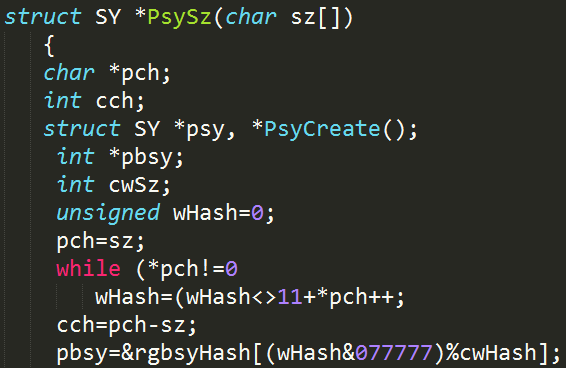 struct SY *PsySz(char sz[])
{
char *pch;
int cch;
struct SY *psy, *PsyCreate();
int *pbsy;
int cwSz;
unsigned wHash=0;
pch=sz;
while (*pch!=0
wHash=(wHash<>11+*pch++;
cch=pch-sz;
pbsy=&rgbsyHash[(wHash&077777)%cwHash];